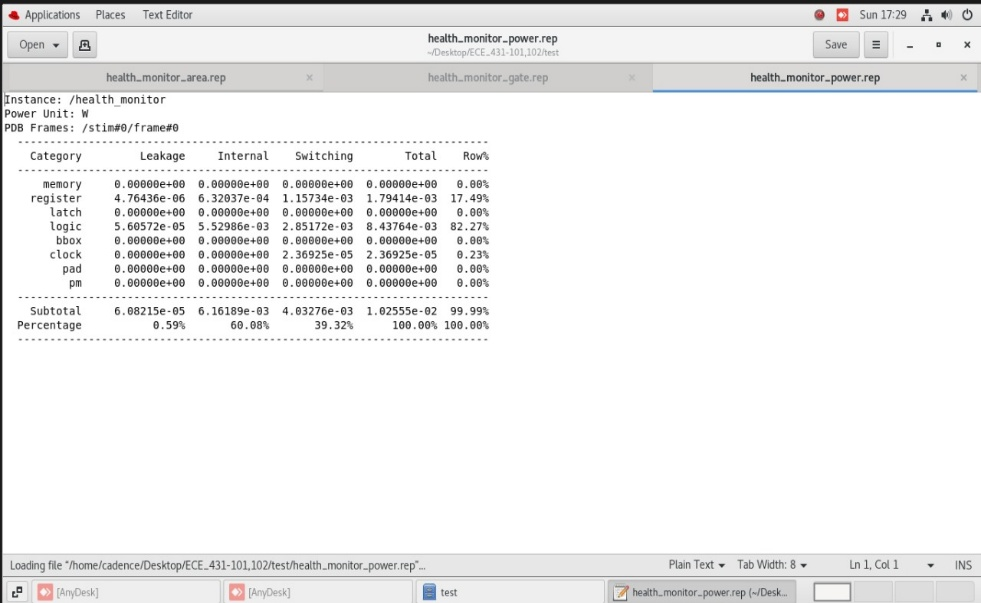 Applications Places Text Editor Sun 17:29
Open health_monitor_power.rep Save
~/Desktop/ECE_431-101,102/test
health_monitor_area.rep × health_monitor_gate.rep × health_monitor_power.rep ×
Instance: /health_monitor
Power Unit: W
PDB Frames: /stim#0/frame#0
-------------------------------------------------------------------------
Category Leakage Internal Switching Total Row%
-------------------------------------------------------------------------
memory 0.00000e+00 0.00000e+00 0.00000e+00 0.00000e+00 0.00%
register 4.76436e-06 6.32037e-04 1.15734e-03 1.79414e-03 17.49%
latch 0.00000e+00 0.00000e+00 0.00000e+00 0.00000e+00 0.00%
logic 5.60572e-05 5.52986e-03 2.85172e-03 8.43764e-03 82.27%
bbox 0.00000e+00 0.00000e+00 0.00000e+00 0.00000e+00 0.00%
clock 0.00000e+00 0.00000e+00 2.36925e-05 2.36925e-05 0.23%
pad 0.00000e+00 0.00000e+00 0.00000e+00 0.00000e+00 0.00%
pm 0.00000e+00 0.00000e+00 0.00000e+00 0.00000e+00 0.00%
-------------------------------------------------------------------------
Subtotal 6.08215e-05 6.16189e-03 4.03276e-03 1.02555e-02 99.99%
Percentage 0.59% 60.08% 39.32% 100.00% 100.00%
-------------------------------------------------------------------------
Loading file "/home/cadence/Desktop/ECE_431-101,102/test/health_monitor_power.rep"... Plain Text Tab Width: 8 Ln 1, Col 1 INS
[AnyDesk] [AnyDesk] test health_monitor_power.rep (~/Desk...